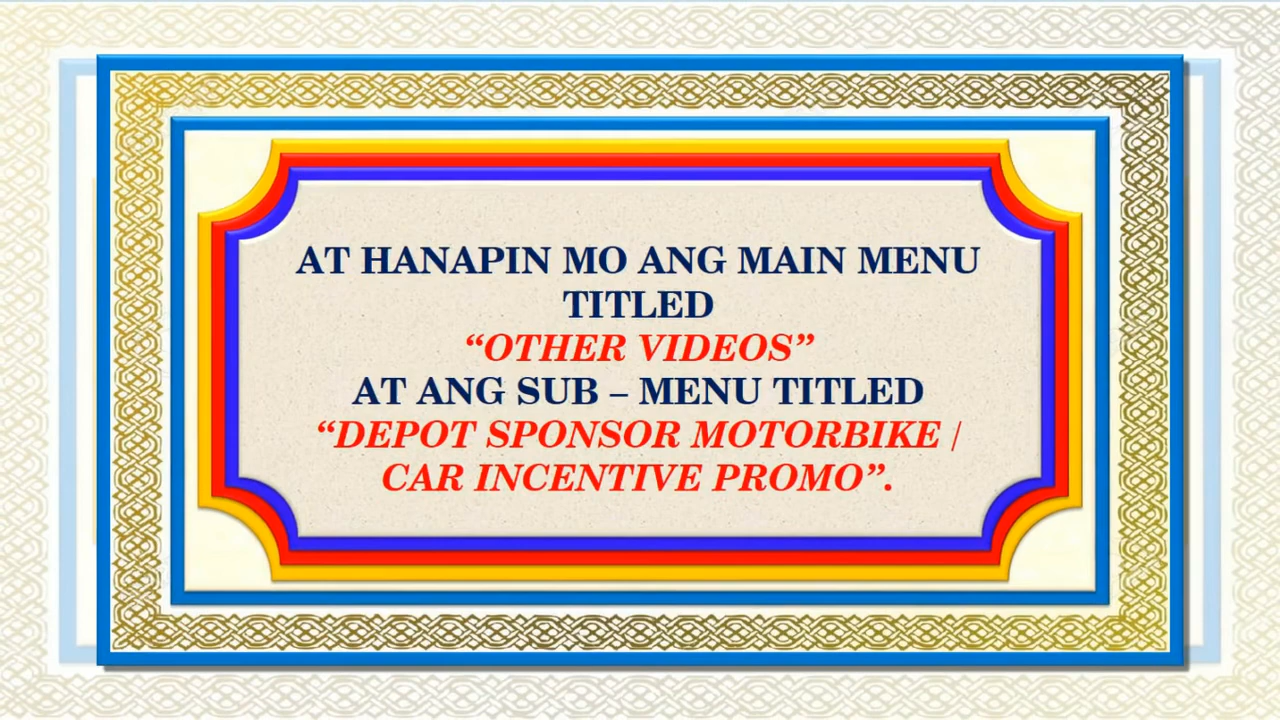 AT HANAPIN MO ANG MAIN MENU
TITLED
“OTHER VIDEOS”
AT ANG SUB – MENU TITLED
“DEPOT SPONSOR MOTORBIKE /
CAR INCENTIVE PROMO”.